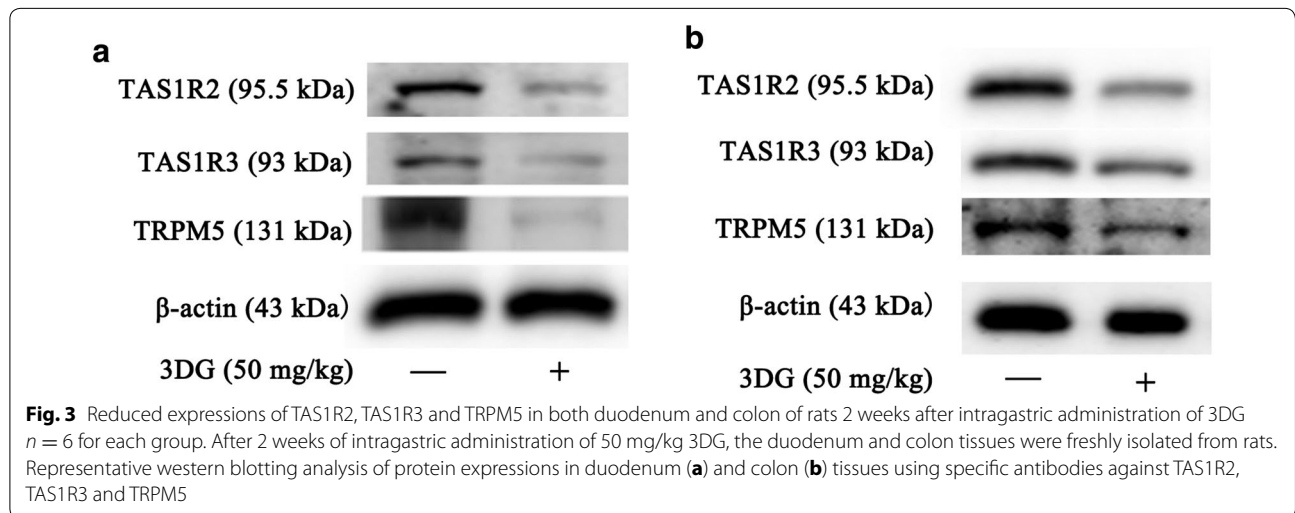 a
TAS1R2 (95.5 kDa)
TAS1R3 (93 kDa)
TRPM5 (131 kDa)
β-actin (43 kDa)
3DG (50 mg/kg) — +
b
TAS1R2 (95.5 kDa)
TAS1R3 (93 kDa)
TRPM5 (131 kDa)
β-actin (43 kDa)
3DG (50 mg/kg) — +
Fig. 3 Reduced expressions of TAS1R2, TAS1R3 and TRPM5 in both duodenum and colon of rats 2 weeks after intragastric administration of 3DG
n = 6 for each group. After 2 weeks of intragastric administration of 50 mg/kg 3DG, the duodenum and colon tissues were freshly isolated from rats.
Representative western blotting analysis of protein expressions in duodenum (a) and colon (b) tissues using specific antibodies against TAS1R2,
TAS1R3 and TRPM5